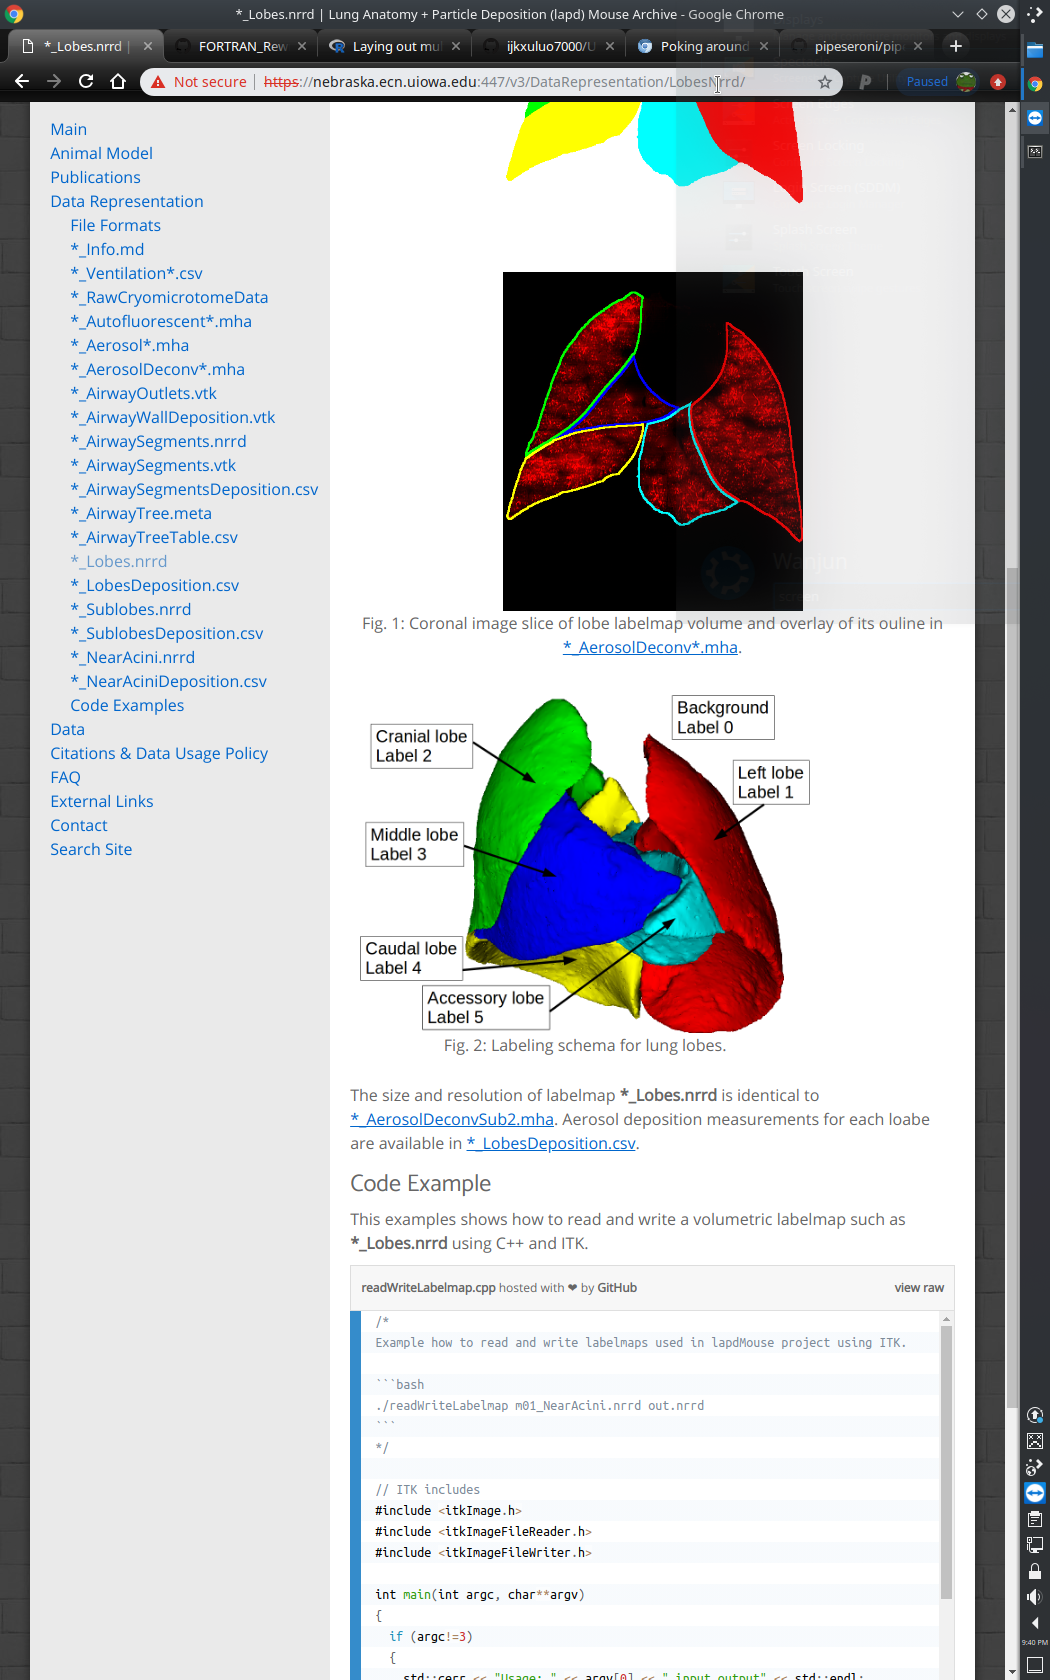 *_Lobes.nrrd | Lung Anatomy + Particle Deposition (lapd) Mouse Archive - Google Chrome
*_Lobes.nrrd |
FORTRAN_Rew
Laying out mul
ijkxuluo7000/U
Poking around
pipeseroni/pip
Not secure
https://nebraska.ecn.uiowa.edu:447/v3/DataRepresentation/LobesNrrd/
Paused
Main
Animal Model
Publications
Data Representation
File Formats
*_Info.md
*_Ventilation*.csv
*_RawCryomicrotomeData
*_Autofluorescent*.mha
*_Aerosol*.mha
*_AerosolDeconv*.mha
*_AirwayOutlets.vtk
*_AirwayWallDeposition.vtk
*_AirwaySegments.nrrd
*_AirwaySegments.vtk
*_AirwaySegmentsDeposition.csv
*_AirwayTree.meta
*_AirwayTreeTable.csv
*_Lobes.nrrd
*_LobesDeposition.csv
*_Sublobes.nrrd
*_SublobesDeposition.csv
*_NearAcini.nrrd
*_NearAciniDeposition.csv
Code Examples
Data
Citations & Data Usage Policy
FAQ
External Links
Contact
Search Site
Wanjun
screen
Fig. 1: Coronal image slice of lobe labelmap volume and overlay of its ouline in
*_AerosolDeconv*.mha.
Background
Label 0
Cranial lobe
Label 2
Left lobe
Label 1
Middle lobe
Label 3
Caudal lobe
Label 4
Accessory lobe
Label 5
Fig. 2: Labeling schema for lung lobes.
The size and resolution of labelmap *_Lobes.nrrd is identical to
*_AerosolDeconvSub2.mha. Aerosol deposition measurements for each loabe
are available in *_LobesDeposition.csv.
Code Example
This examples shows how to read and write a volumetric labelmap such as
*_Lobes.nrrd using C++ and ITK.
readWriteLabelmap.cpp hosted with ❤ by GitHub
view raw
/*
Example how to read and write labelmaps used in lapdMouse project using ITK.
```bash
./readWriteLabelmap m01_NearAcini.nrrd out.nrrd
```
*/
// ITK includes
#include <itkImage.h>
#include <itkImageFileReader.h>
#include <itkImageFileWriter.h>
int main(int argc, char**argv)
{
if (argc!=3)
{
std::cerr << "Usage: " << argv[0] << " input output" << std::endl;
9:40 PM